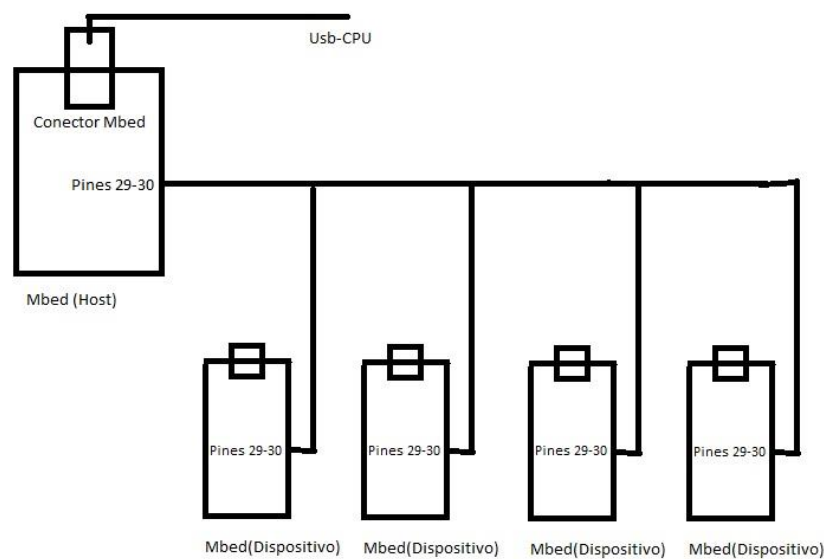 Usb-CPU
Conector Mbed
Pines 29-30
Mbed (Host)
Pines 29-30
Pines 29-30
Pines 29-30
Pines 29-30
Mbed(Dispositivo)
Mbed(Dispositivo)
Mbed(Dispositivo)
Mbed(Dispositivo)